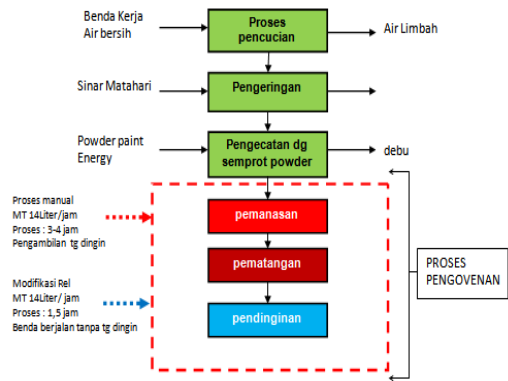 Benda Kerja
Air bersih
Proses
pencucian
Air Limbah
Sinar Matahari
Pengeringan
Powder paint
Energy
Pengecatan dg
semprot powder
debu
Proses manual
MT 14Liter/jam
Proses : 3-4 jam
Pengambilan tg dingin
pemanasan
pematangan
PROSES
PENGOVENAN
Modifikasi Rel
MT 14Liter/ jam
Proses : 1,5 jam
Benda berjalan tanpa tg dingin
pendinginan